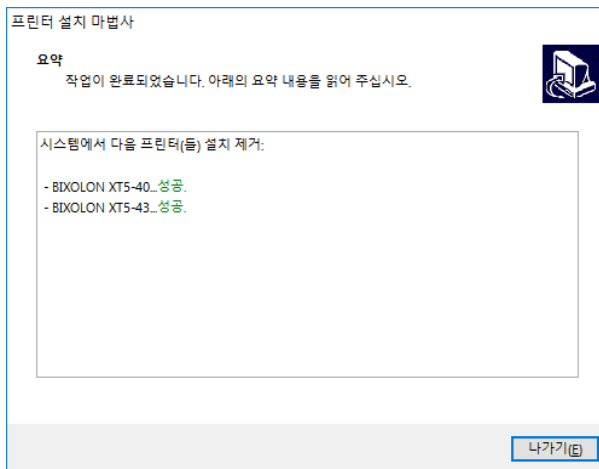 프린터 설치 마법사
요약
작업이 완료되었습니다. 아래의 요약 내용을 읽어 주십시오.
시스템에서 다음 프린터(들) 설치 제거:
- BIXOLON XT5-40...성공.
- BIXOLON XT5-43...성공.
나가기(E)